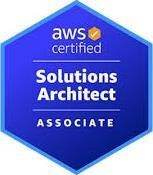 aws
certified
Solutions
Architect
ASSOCIATE